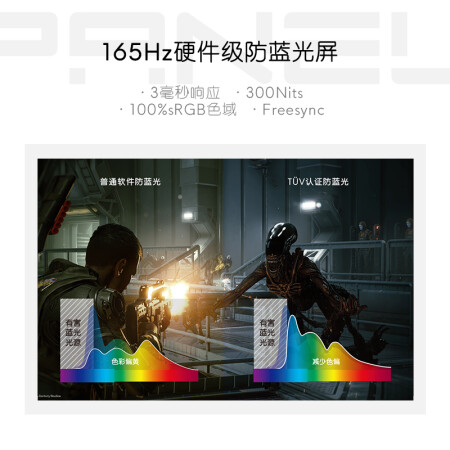 PANEL
165Hz硬件级防蓝光屏
·3毫秒响应 ·300Nits
·100%sRGB色域 ·Freesync
普通软件防蓝光
TÜV认证防蓝光
有害
蓝光
光源
色彩偏黄
有害
蓝光
光源
减少色偏